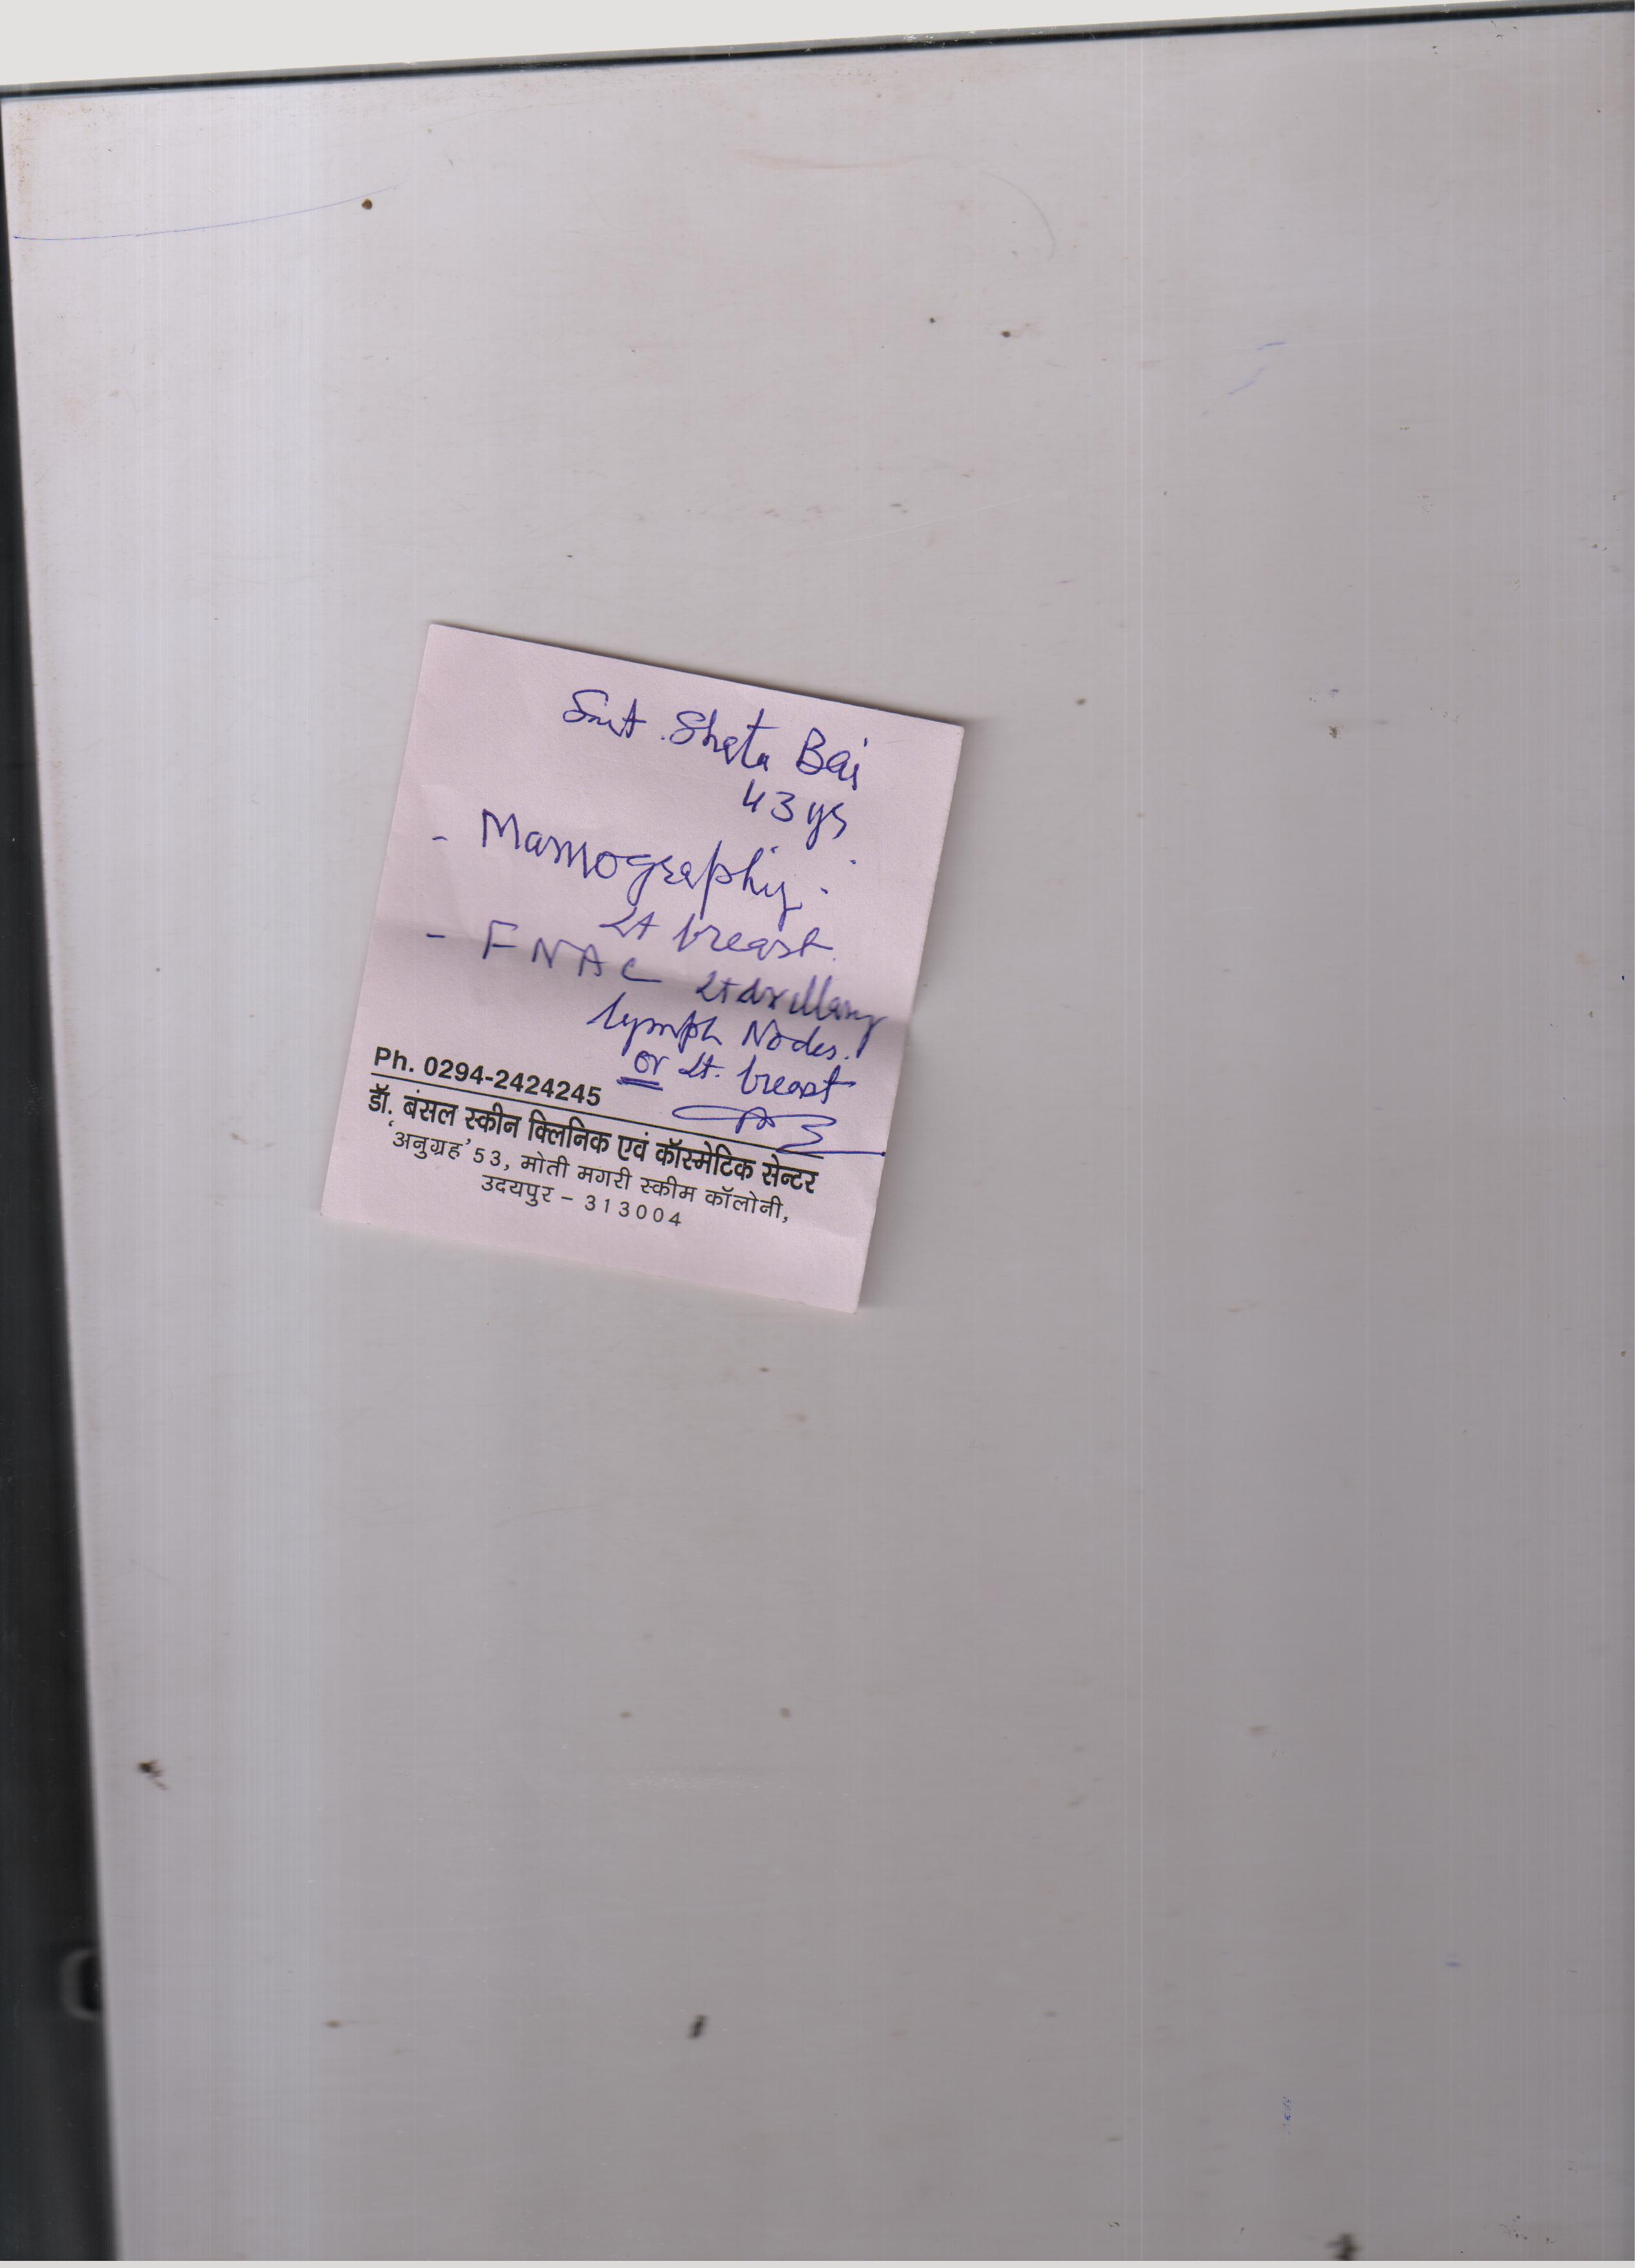 Smt. Sheta Bai
43 ys
- Mamography.
Lt breast.
- FNAC Lt axillary
lymph Nodes.
or Lt. breast
Ph. 0294-2424245
डॉ. बंसल स्कीन क्लिनिक एवं कॉस्मेटिक सेन्टर
'अनुग्रह' 53, मोती मगरी स्कीम कॉलोनी,
उदयपुर - 313004